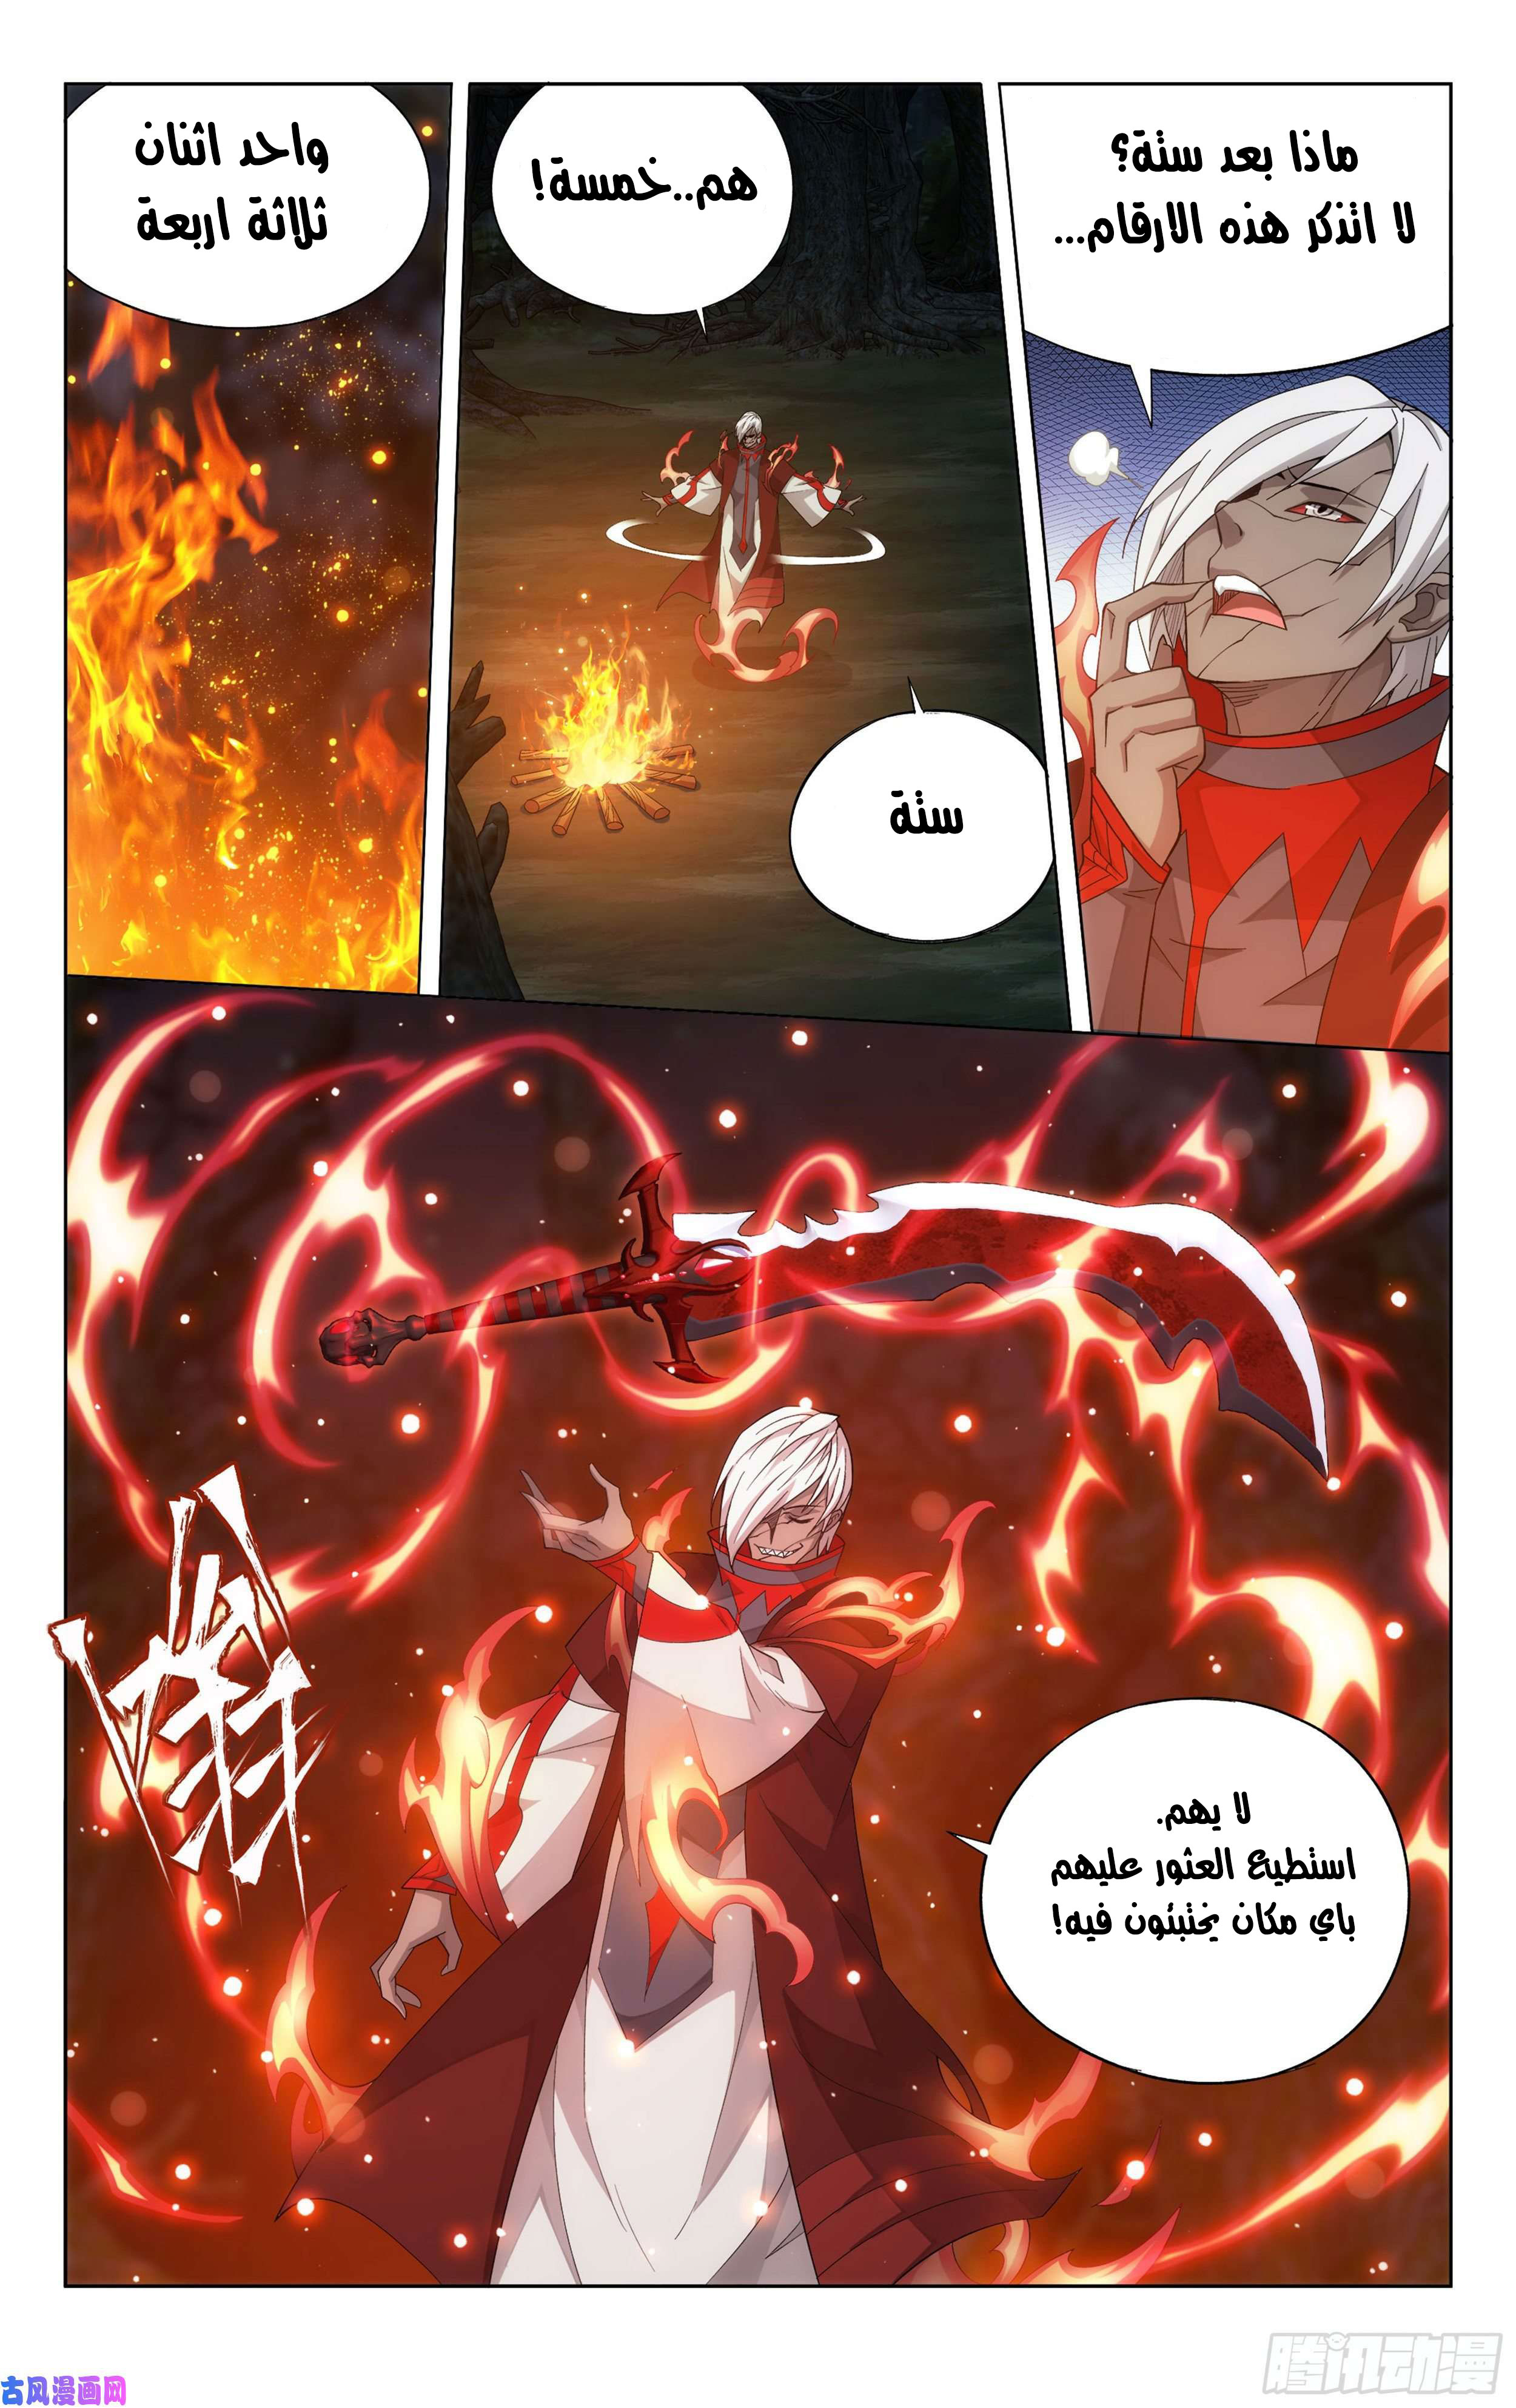 واحد اثنان
ثلاثة اربعة
هم..خمسة!
ستة
ماذا بعد ستة؟
لا اتذكر هذه الارقام...
لا يهم.
استطيع العثور عليهم
باي مكان يختبئون فيه!
古风漫画网
腾讯动漫